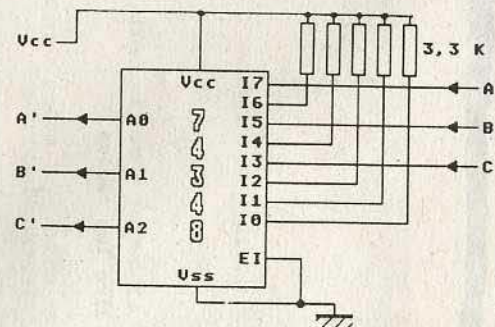 Vcc
3,3 K
Vcc
I7
A
I6
A'
A0
7
I5
B
4
I4
3
I3
C
B'
A1
4
I2
8
I1
C'
A2
I0
EI
Vss